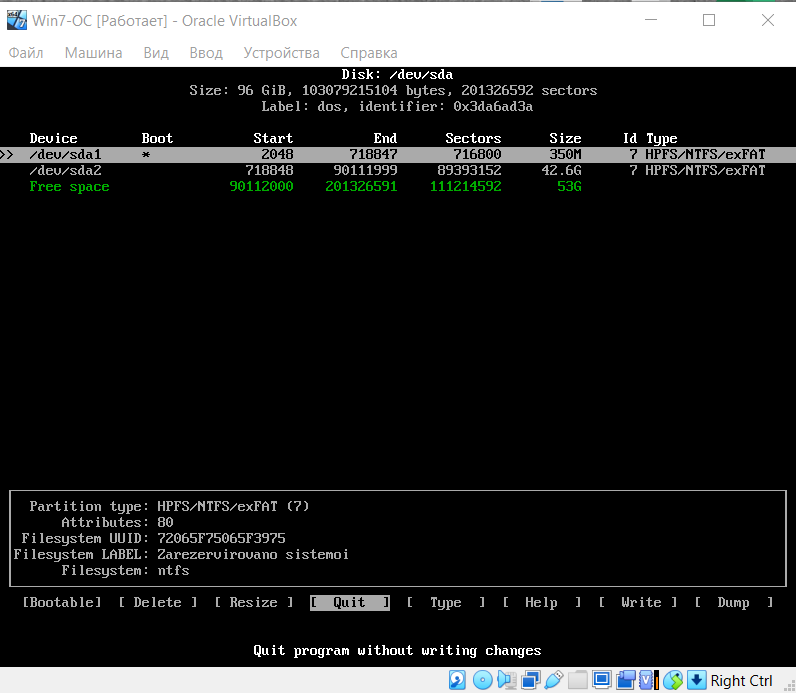 Win7-ОС [Работает] - Oracle VirtualBox
Файл Машина Вид Ввод Устройства Справка
Disk: /dev/sda
Size: 96 GiB, 103079215104 bytes, 201326592 sectors
Label: dos, identifier: 0x3da6ad3a
Device Boot Start End Sectors Size Id Type
>> /dev/sda1 * 2048 718847 716800 350M 7 HPFS/NTFS/exFAT
/dev/sda2 718848 90111999 89393152 42.6G 7 HPFS/NTFS/exFAT
Free space 90112000 201326591 111214592 53G
Partition type: HPFS/NTFS/exFAT (7)
Attributes: 80
Filesystem UUID: 72065F75065F3975
Filesystem LABEL: Zarezervirovano sistemoi
Filesystem: ntfs
[Bootable] [ Delete ] [ Resize ] [ Quit ] [ Type ] [ Help ] [ Write ] [ Dump ]
Quit program without writing changes
Right Ctrl